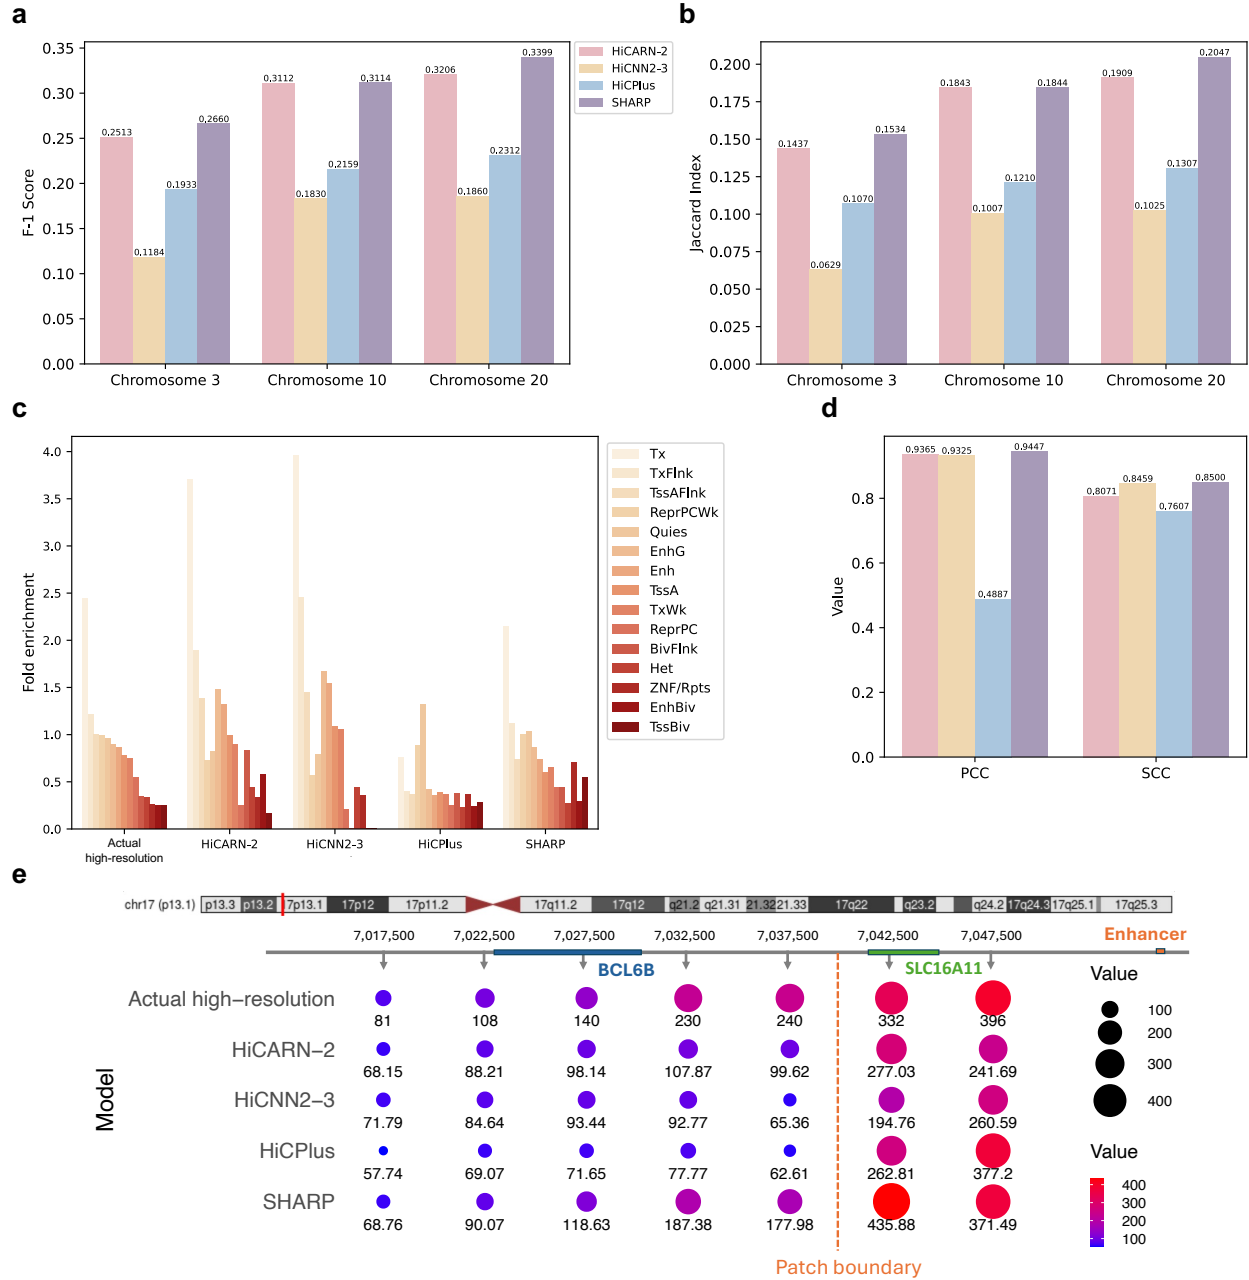 a
F-1 Score
0.35
0.30
0.25
0.20
0.15
0.10
0.05
0.00
0.2513
0.1184
0.1933
0.2660
0.3112
0.1830
0.2159
0.3114
0.3206
0.1860
0.2312
0.3399
Chromosome 3
Chromosome 10
Chromosome 20
HiCARN-2
HiCNN2-3
HiCPlus
SHARP
b
Jaccard Index
0.200
0.175
0.150
0.125
0.100
0.075
0.050
0.025
0.000
0.1437
0.0629
0.1070
0.1534
0.1843
0.1007
0.1210
0.1844
0.1909
0.1025
0.1307
0.2047
Chromosome 3
Chromosome 10
Chromosome 20
c
Fold enrichment
4.0
3.5
3.0
2.5
2.0
1.5
1.0
0.5
0.0
Actual
high-resolution
HiCARN-2
HiCNN2-3
HiCPlus
SHARP
Tx
TxFlnk
TssAFlnk
ReprPCWk
Quies
EnhG
Enh
TssA
TxWk
ReprPC
BivFlnk
Het
ZNF/Rpts
EnhBiv
TssBiv
d
Value
0.8
0.6
0.4
0.2
0.0
0.9365
0.9325
0.4887
0.9447
0.8071
0.8459
0.7607
0.8500
PCC
SCC
e
chr17 (p13.1) p13.3 p13.2 17p13.1 17p12 17p11.2 17q11.2 17q12 q21.2 q21.31 21.32 21.33 17q22 q23.2 q24.2 17q24.3 17q25.1 17q25.3
7,017,500 7,022,500 7,027,500 7,032,500 7,037,500 7,042,500 7,047,500 Enhancer
BCL6B SLC16A11
Model
Actual high-resolution
81 108 140 230 240 332 396
HiCARN-2
68.15 88.21 98.14 107.87 99.62 277.03 241.69
HiCNN2-3
71.79 84.64 93.44 92.77 65.36 194.76 260.59
HiCPlus
57.74 69.07 71.65 77.77 62.61 262.81 377.2
SHARP
68.76 90.07 118.63 187.38 177.98 435.88 371.49
Patch boundary
Value
100
200
300
400
Value
400
300
200
100